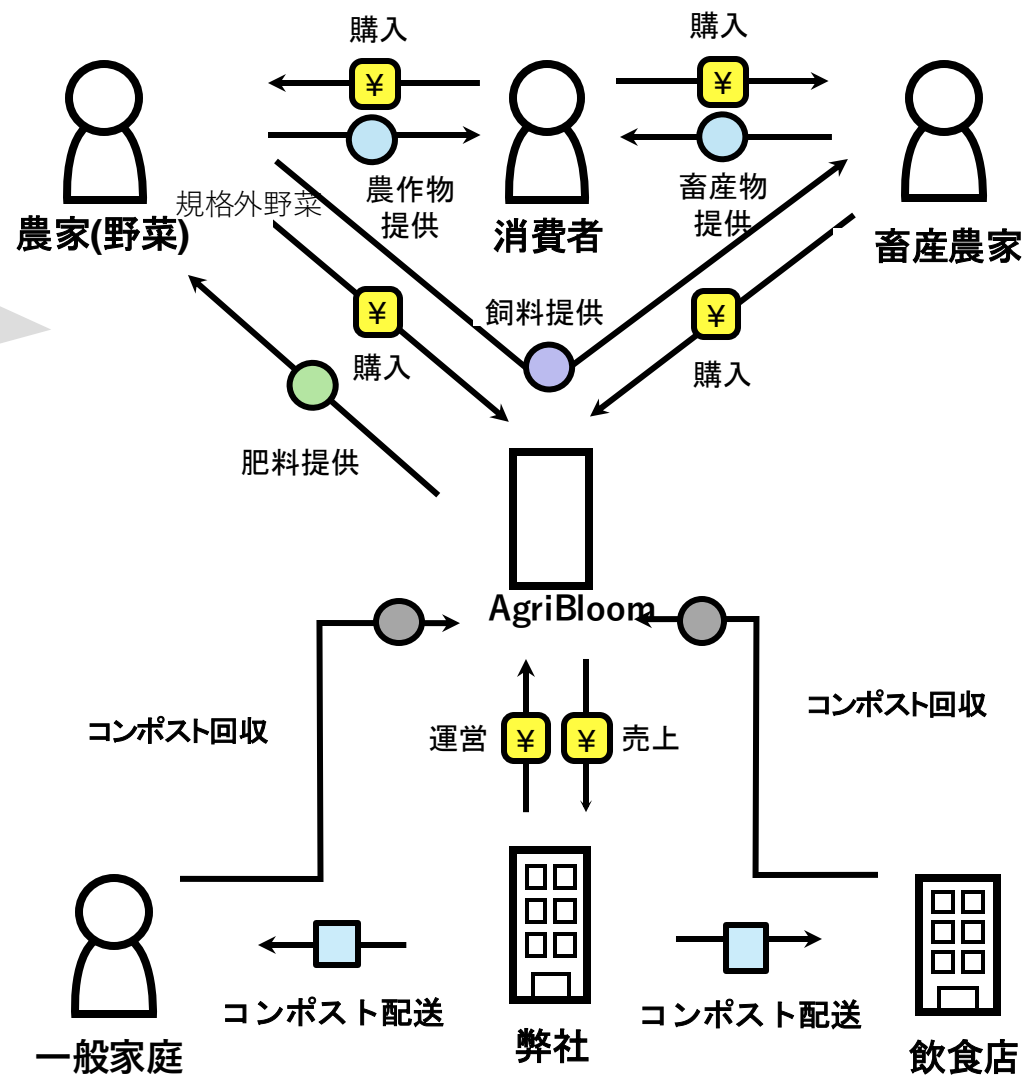 購入
購入
¥
¥
農作物
提供
畜産物
提供
規格外野菜
農家(野菜)
消費者
畜産農家
¥
飼料提供
¥
購入
購入
肥料提供
AgriBloom
コンポスト回収
コンポスト回収
運営
¥
¥
売上
コンポスト配送
コンポスト配送
一般家庭
弊社
飲食店